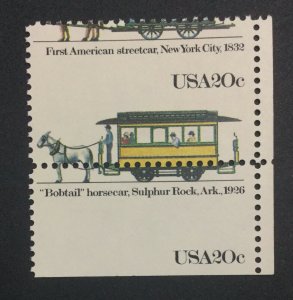 First American streetcar, New York City, 1832
USA20c
"Bobtail" horsecar, Sulphur Rock, Ark., 1926
USA20c